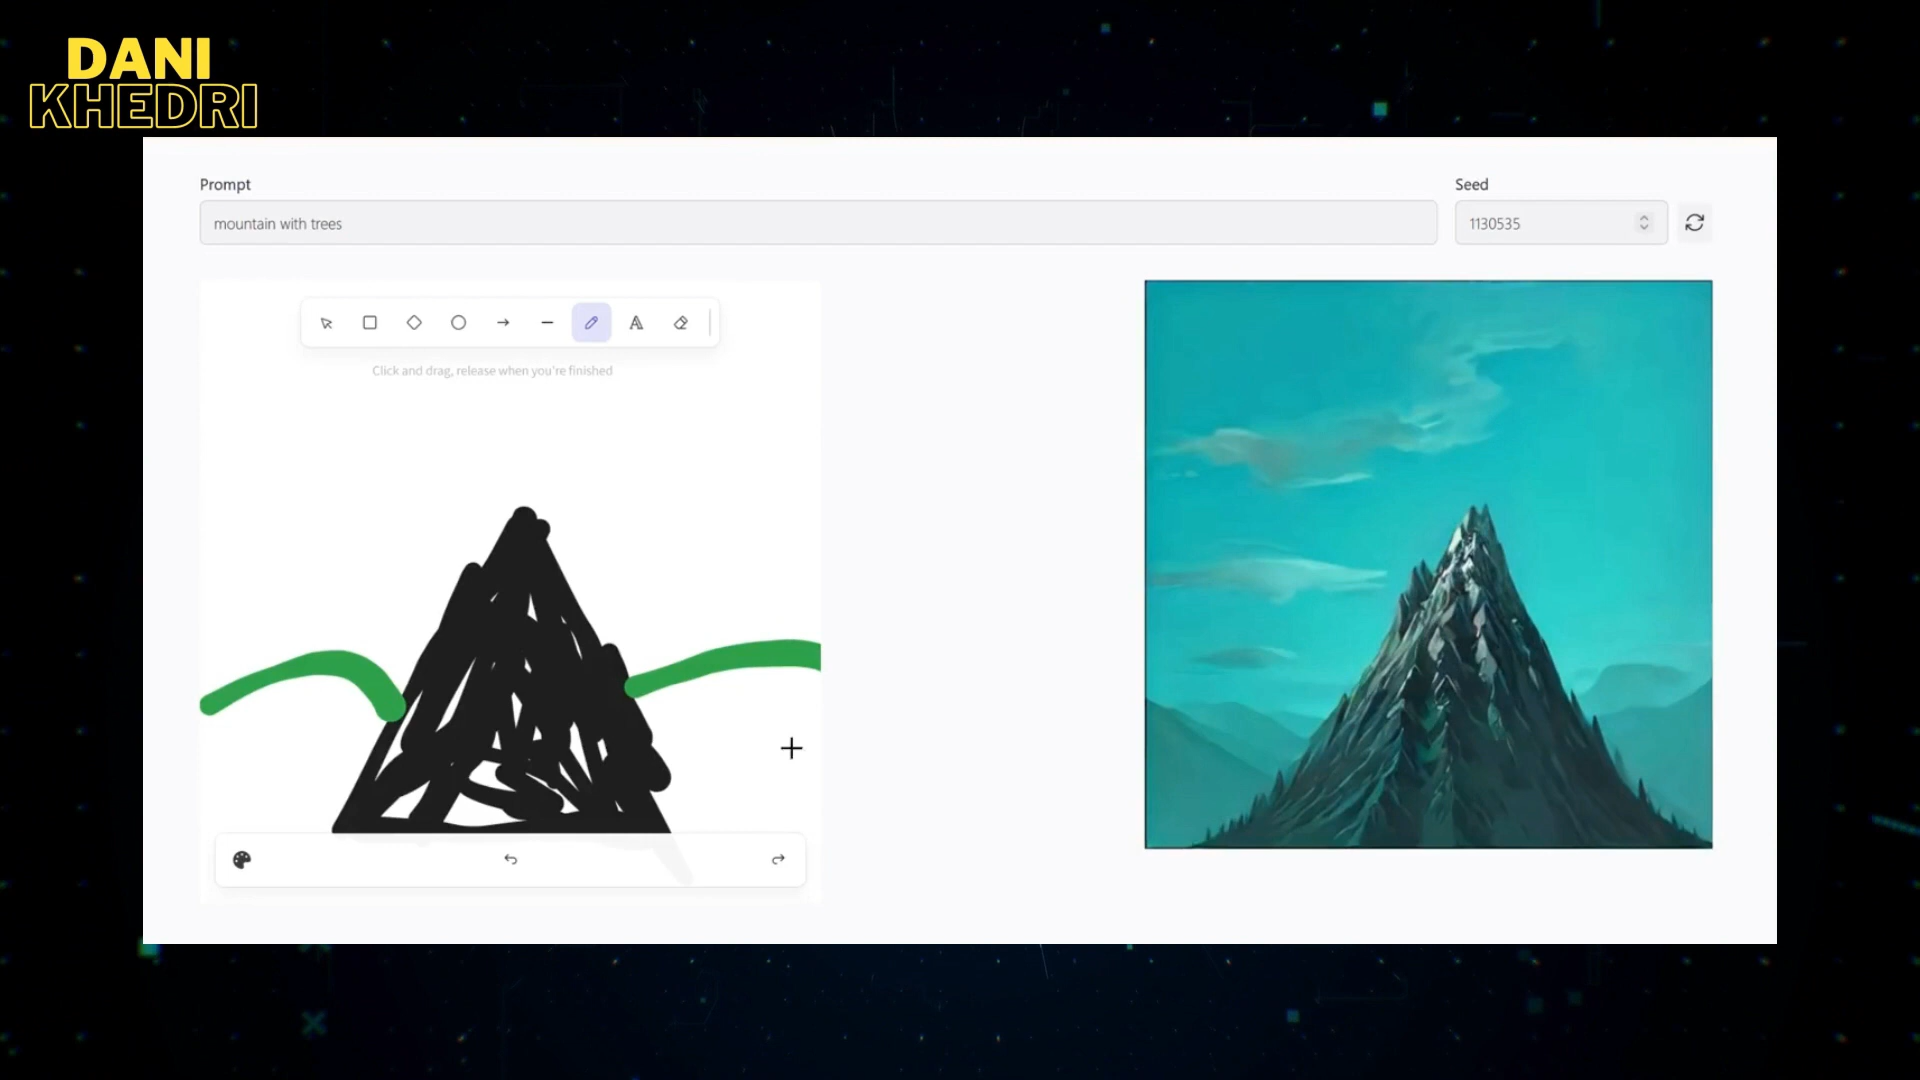 DANI
KHEDRI
Prompt
Seed
mountain with trees
1130535
A
Click and drag, release when you're finished